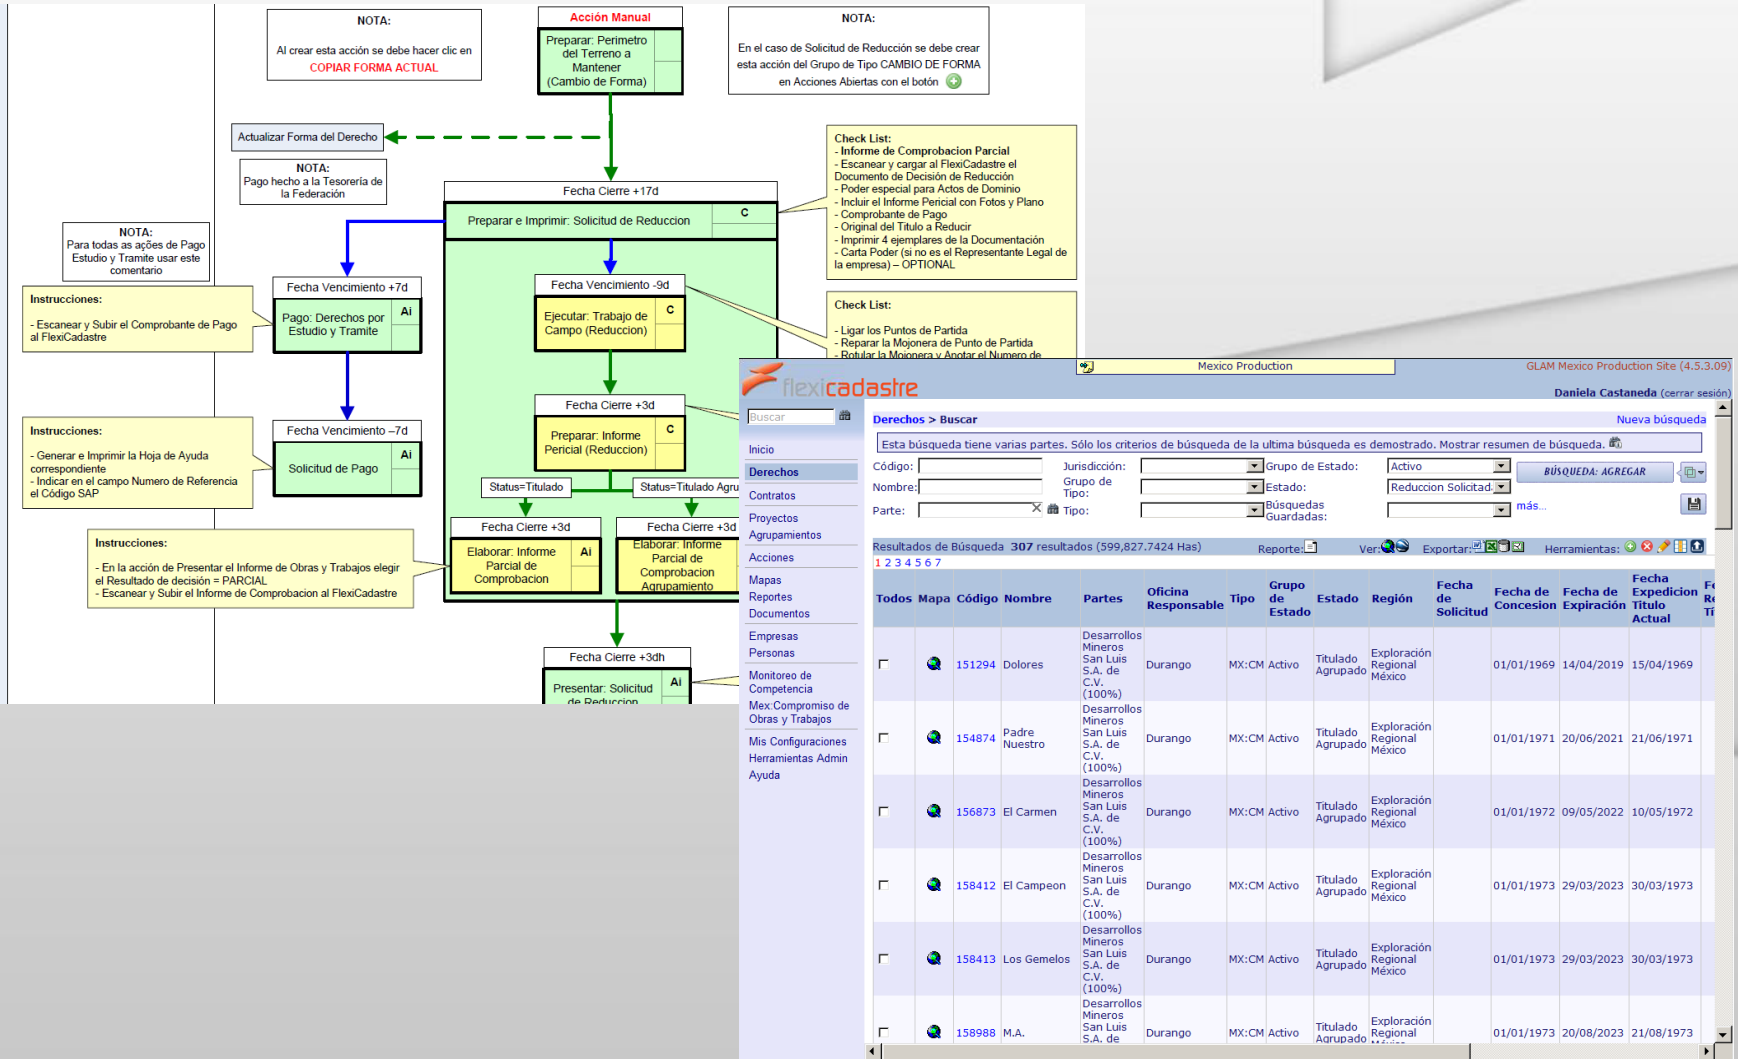 NOTA:
Al crear esta acción se debe hacer clic en
COPIAR FORMA ACTUAL
Acción Manual
Preparar: Perimetro
del Terreno a
Mantener
(Cambio de Forma)
NOTA:
En el caso de Solicitud de Reducción se debe crear
esta acción del Grupo de Tipo CAMBIO DE FORMA
en Acciones Abiertas con el botón
Actualizar Forma del Derecho
NOTA:
Pago hecho a la Tesorería de
la Federación
Check List:
- Informe de Comprobacion Parcial
- Escanear y cargar al FlexiCadastre el
Documento de Decisión de Reducción
- Poder especial para Actos de Dominio
- Incluir el Informe Pericial con Fotos y Plano
- Comprobante de Pago
- Original del Titulo a Reducir
- Imprimir 4 ejemplares de la Documentación
- Carta Poder (si no es el Representante Legal de
la empresa) – OPTIONAL
Fecha Cierre +17d
Preparar e Imprimir: Solicitud de Reduccion
C
NOTA:
Para todas as ações de Pago
Estudio y Tramite usar este
comentario
Fecha Vencimiento +7d
Pago: Derechos por
Estudio y Tramite
Ai
Instrucciones:
- Escanear y Subir el Comprobante de Pago
al FlexiCadastre
Fecha Vencimiento -9d
Ejecutar: Trabajo de
Campo (Reduccion)
C
Check List:
- Ligar los Puntos de Partida
- Reparar la Mojonera de Punto de Partida
- Rotular la Mojonera y Anotar el Numero de
Fecha Cierre +3d
Preparar: Informe
Pericial (Reduccion)
C
Instrucciones:
- Generar e Imprimir la Hoja de Ayuda
correspondiente
- Indicar en el campo Numero de Referencia
el Código SAP
Fecha Vencimiento –7d
Solicitud de Pago
Ai
Status=Titulado
Status=Titulado Agru
Fecha Cierre +3d
Elaborar: Informe
Parcial de
Comprobacion
Ai
Fecha Cierre +3d
Elaborar: Informe
Parcial de
Comprobacion
Agrupamiento
Instrucciones:
- En la acción de Presentar el Informe de Obras y Trabajos elegir
el Resultado de decisión = PARCIAL
- Escanear y Subir el Informe de Comprobacion al FlexiCadastre
Fecha Cierre +3dh
Presentar: Solicitud
de Reduccion
Ai
flexicadastre
Mexico Production
GLAM Mexico Production Site (4.5.3.09)
Daniela Castaneda (cerrar sesión)
Buscar
Inicio
Derechos
Contratos
Proyectos
Agrupamientos
Acciones
Mapas
Reportes
Documentos
Empresas
Personas
Monitoreo de
Competencia
Mex:Compromiso de
Obras y Trabajos
Mis Configuraciones
Herramientas Admin
Ayuda
Derechos > Buscar
Nueva búsqueda
Esta búsqueda tiene varias partes. Sólo los criterios de búsqueda de la ultima búsqueda es demostrado. Mostrar resumen de búsqueda.
Código: Jurisdicción: Grupo de Estado: Activo BÚSQUEDA: AGREGAR
Nombre: Grupo de Tipo: Estado: Reduccion Solicitad
Parte: Tipo: Búsquedas Guardadas: más...
Resultados de Búsqueda 307 resultados (599,827.7424 Has) Reporte: Ver: Exportar: Herramientas:
1 2 3 4 5 6 7
Todos Mapa Código Nombre Partes Oficina Responsable Tipo Grupo de Estado Estado Región Fecha de Solicitud Fecha de Concesion Fecha de Expiración Fecha Expedicion Titulo Actual
151294 Dolores Desarrollos Mineros San Luis S.A. de C.V. (100%) Durango MX:CM Activo Titulado Agrupado Exploración Regional México 01/01/1969 14/04/2019 15/04/1969
154874 Padre Nuestro Desarrollos Mineros San Luis S.A. de C.V. (100%) Durango MX:CM Activo Titulado Agrupado Exploración Regional México 01/01/1971 20/06/2021 21/06/1971
156873 El Carmen Desarrollos Mineros San Luis S.A. de C.V. (100%) Durango MX:CM Activo Titulado Agrupado Exploración Regional México 01/01/1972 09/05/2022 10/05/1972
158412 El Campeon Desarrollos Mineros San Luis S.A. de C.V. (100%) Durango MX:CM Activo Titulado Agrupado Exploración Regional México 01/01/1973 29/03/2023 30/03/1973
158413 Los Gemelos Desarrollos Mineros San Luis S.A. de C.V. (100%) Durango MX:CM Activo Titulado Agrupado Exploración Regional México 01/01/1973 29/03/2023 30/03/1973
158988 M.A. Desarrollos Mineros San Luis S.A. de Durango MX:CM Activo Titulado Agrupado Exploración Regional 01/01/1973 20/08/2023 21/08/1973